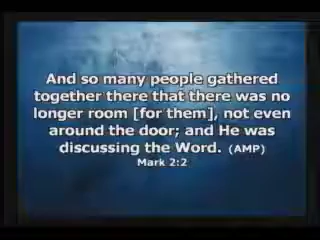 And so many people gathered
together there that there was no
longer room [for them], not even
around the door; and He was
discussing the Word. (AMP)
Mark 2:2